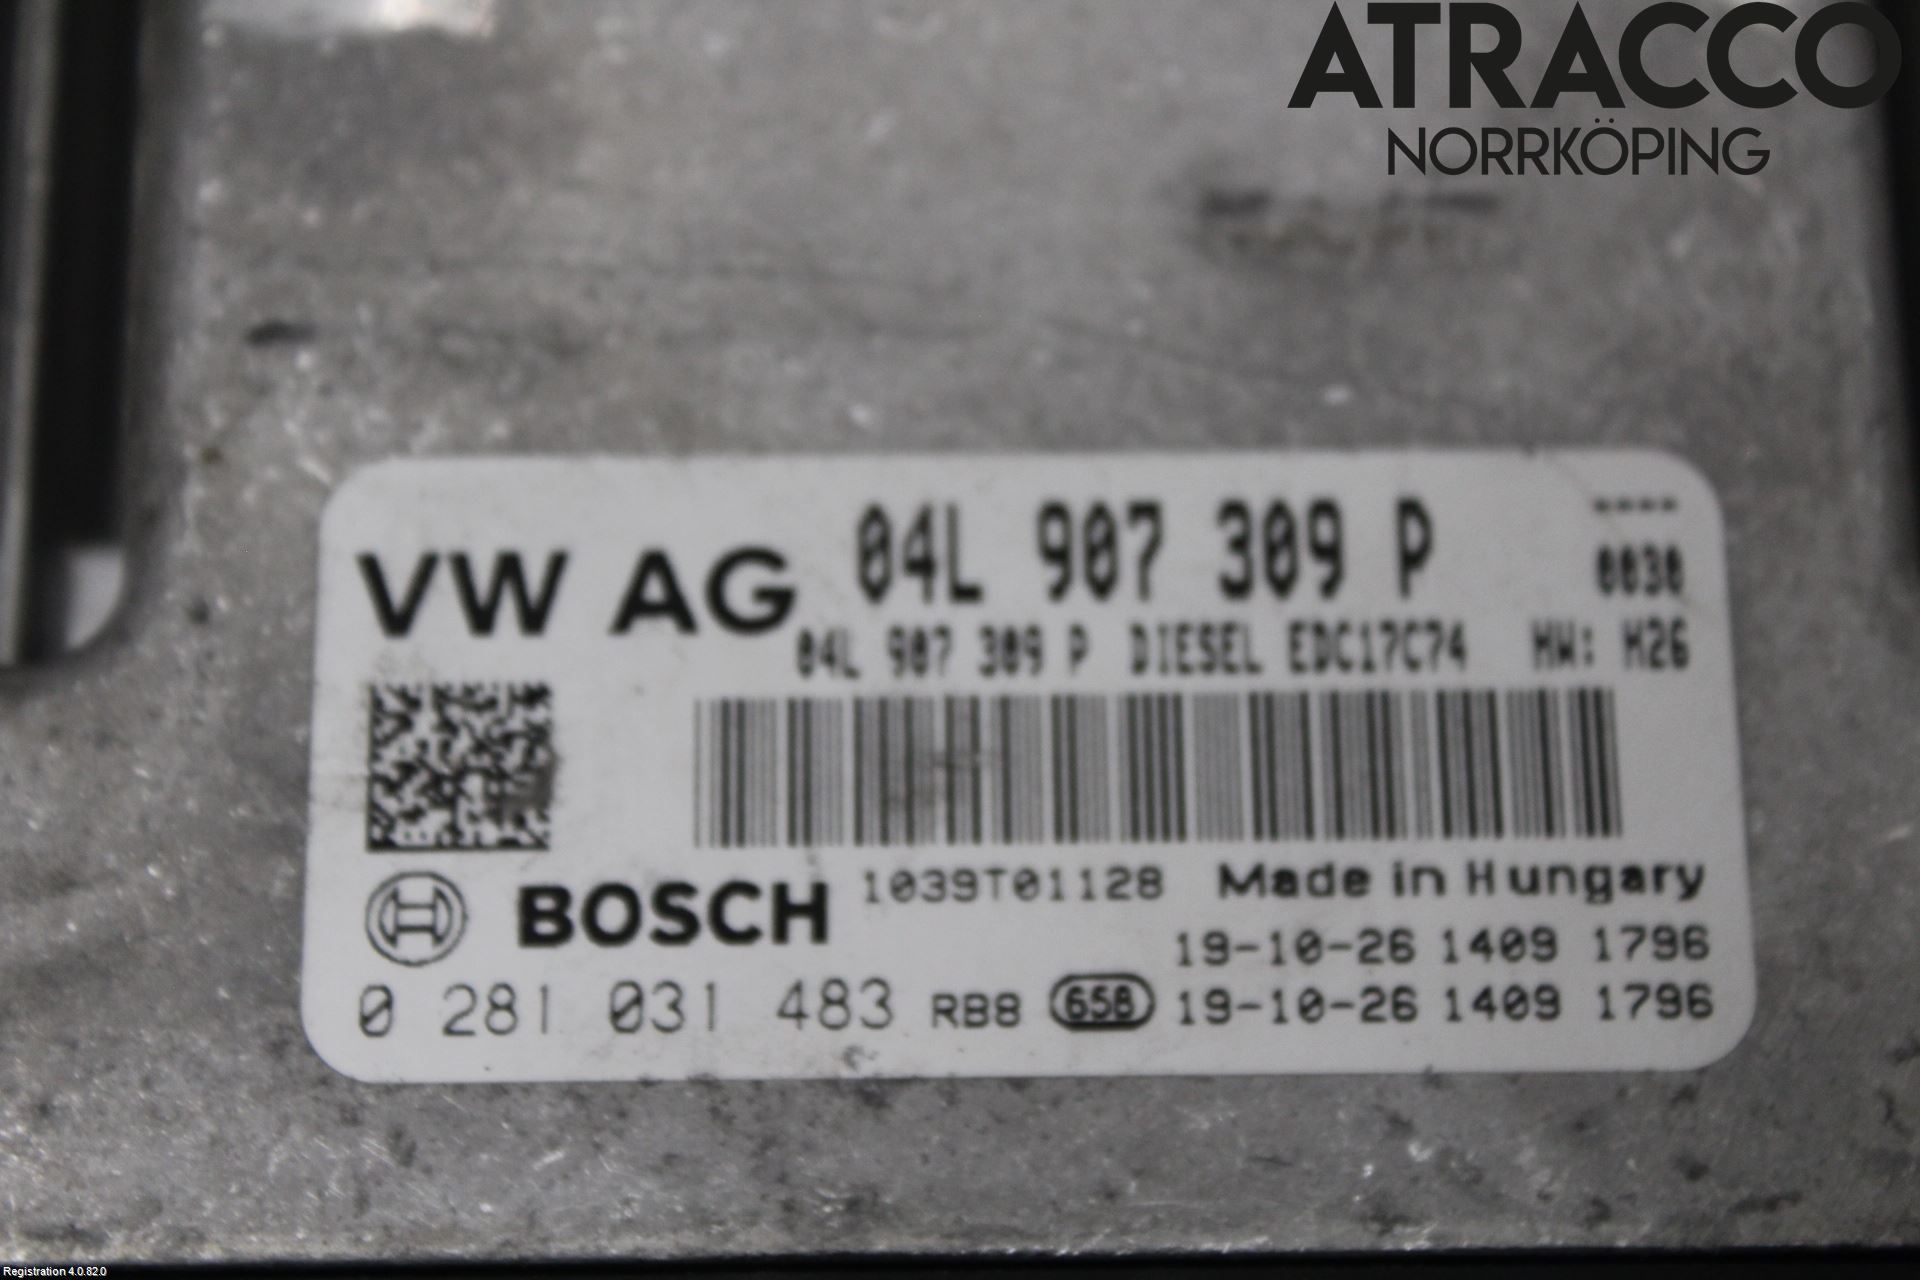 ATRACCO
NORRKÖPING
VW AG 04L 907 309 P ----
0030
04L 907 309 P DIESEL EDC17C74 HW: H26
BOSCH 1039T01128 Made in Hungary
19-10-26 1409 1796
0 281 031 483 RB8 658 19-10-26 1409 1796
Registration 4.0.82.0